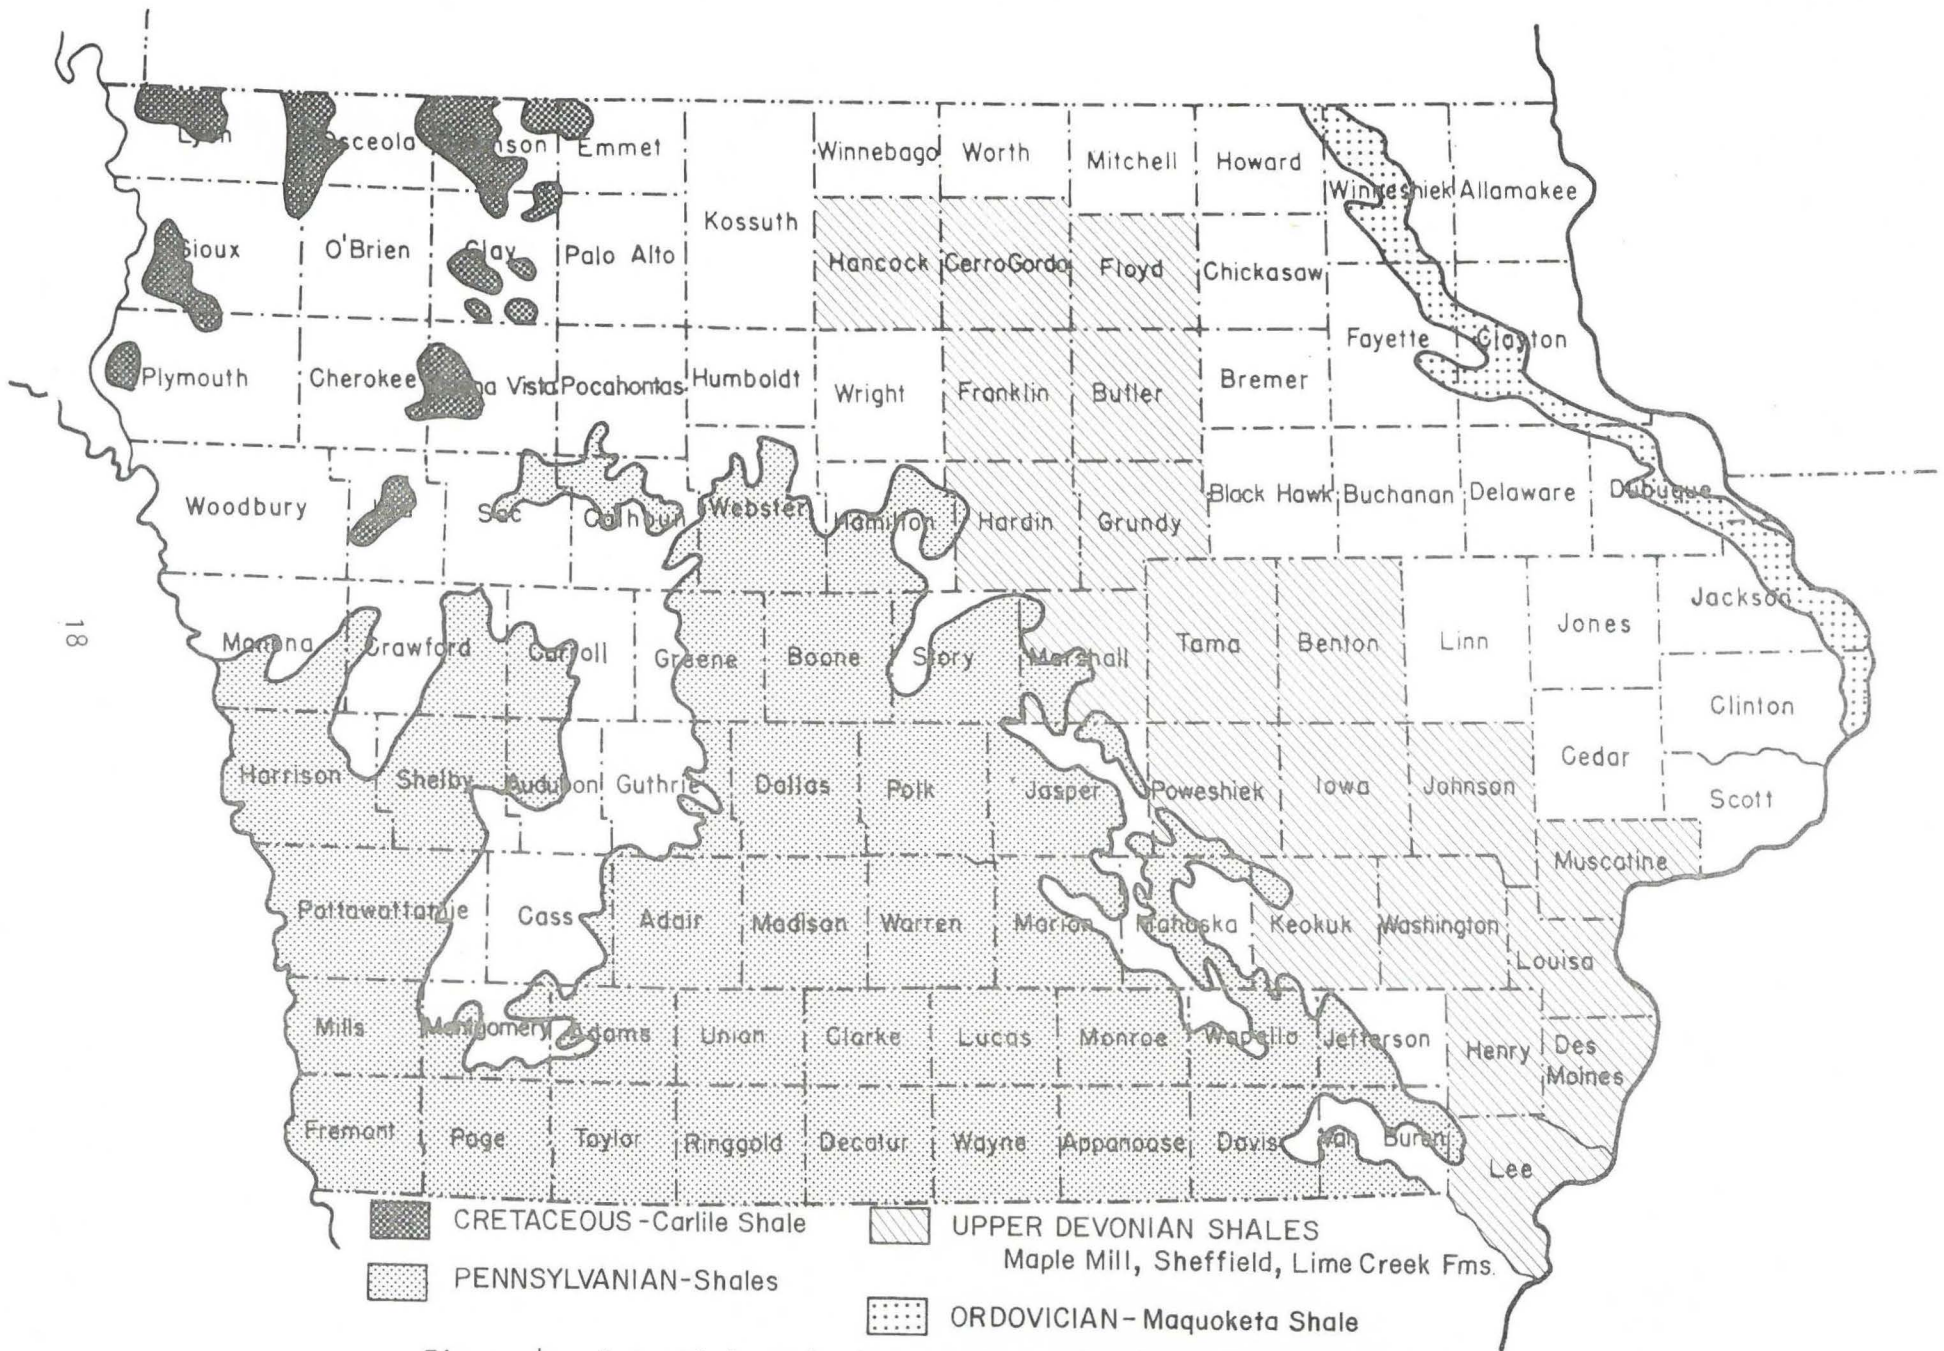 Lyon
Osceola
nson
Emmet
Winnebago
Worth
Mitchell
Howard
Winneshiek
Allamakee
Sioux
O'Brien
Clay
Palo Alto
Kossuth
Hancock
CerroGordo
Floyd
Chickasaw
Fayette
Clayton
Plymouth
Cherokee
na Vista
Pocahontas
Humboldt
Wright
Franklin
Butler
Bremer
Woodbury
Sac
Calhoun
Webster
Hamilton
Hardin
Grundy
Black Hawk
Buchanan
Delaware
Dubuque
18
Monona
Crawford
Carroll
Greene
Boone
Story
Marshall
Tama
Benton
Linn
Jones
Jackson
Clinton
Harrison
Shelby
Audubon
Guthrie
Dallas
Polk
Jasper
Poweshiek
Iowa
Johnson
Cedar
Scott
Muscatine
Pottawattamie
Cass
Adair
Madison
Warren
Marion
Mahaska
Keokuk
Washington
Louisa
Mills
Montgomery
Adams
Union
Clarke
Lucas
Monroe
Wapello
Jefferson
Henry
Des
Moines
Fremont
Page
Taylor
Ringgold
Decatur
Wayne
Appanoose
Davis
Van Buren
Lee
CRETACEOUS-Carlile Shale
PENNSYLVANIAN-Shales
UPPER DEVONIAN SHALES
Maple Mill, Sheffield, Lime Creek Fms.
ORDOVICIAN-Maquoketa Shale